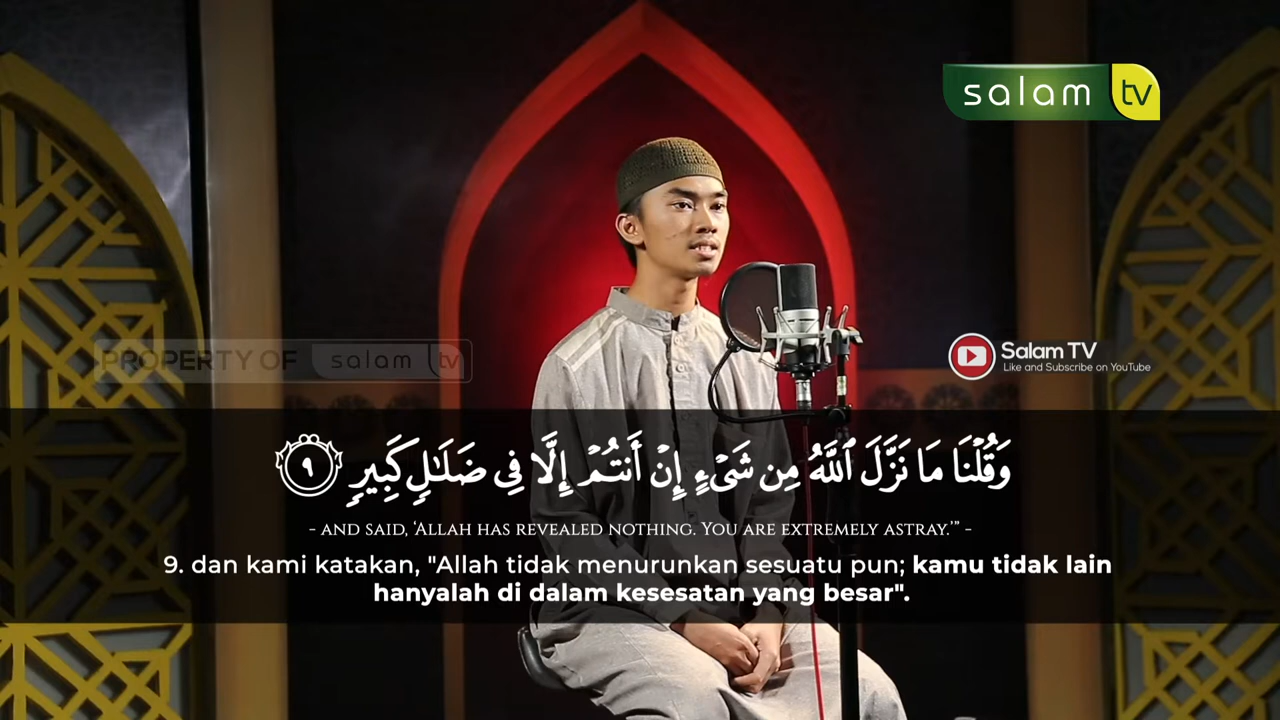 salam tv
PROPERTY OF salam tv
Salam TV
Like and Subscribe on YouTube
وَقُلْنَا مَا نَزَّلَ ٱللَّهُ مِن شَىْءٍ إِنْ أَنتُمْ إِلَّا فِى ضَلَـٰلٍ كَبِيرٍ ٩
- AND SAID, ‘ALLAH HAS REVEALED NOTHING. YOU ARE EXTREMELY ASTRAY.’” -
9. dan kami katakan, "Allah tidak menurunkan sesuatu pun; kamu tidak lain
hanyalah di dalam kesesatan yang besar".